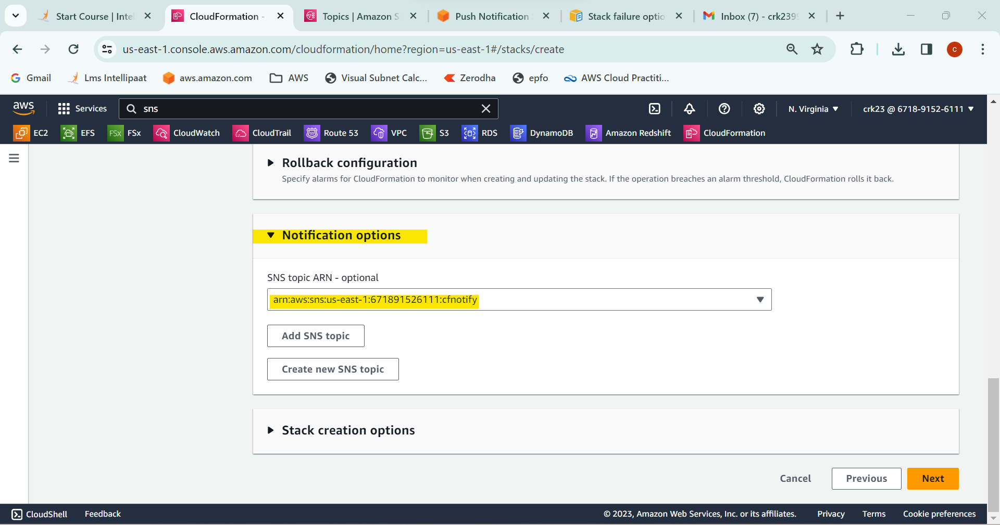 Start Course | Intel
CloudFormation -
Topics | Amazon S
Push Notification
Stack failure optio
Inbox (7) - crk2399
us-east-1.console.aws.amazon.com/cloudformation/home?region=us-east-1#/stacks/create
C
Gmail
Lms Intellipaat
aws.amazon.com
AWS
Visual Subnet Calc...
Zerodha
epfo
AWS Cloud Practiti...
aws
Services
sns
N. Virginia
crk23 @ 6718-9152-6111
EC2
EFS
FSx
FSx
CloudWatch
CloudTrail
53
Route 53
VPC
S3
RDS
DynamoDB
Amazon Redshift
CloudFormation
Rollback configuration
Specify alarms for CloudFormation to monitor when creating and updating the stack. If the operation breaches an alarm threshold, CloudFormation rolls it back.
Notification options
SNS topic ARN - optional
arn:aws:sns:us-east-1:671891526111:cfnotify
Add SNS topic
Create new SNS topic
Stack creation options
Cancel
Previous
Next
CloudShell
Feedback
© 2023, Amazon Web Services, Inc. or its affiliates.
Privacy
Terms
Cookie preferences